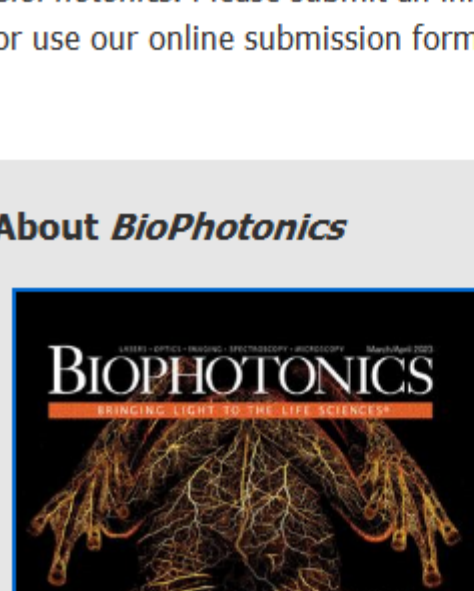 or use our online submission form
About BioPhotonics
LASERS • OPTICS • IMAGING • SPECTROSCOPY • MICROSCOPY March/April 2023
BIOPHOTONICS
BRINGING LIGHT TO THE LIFE SCIENCES®